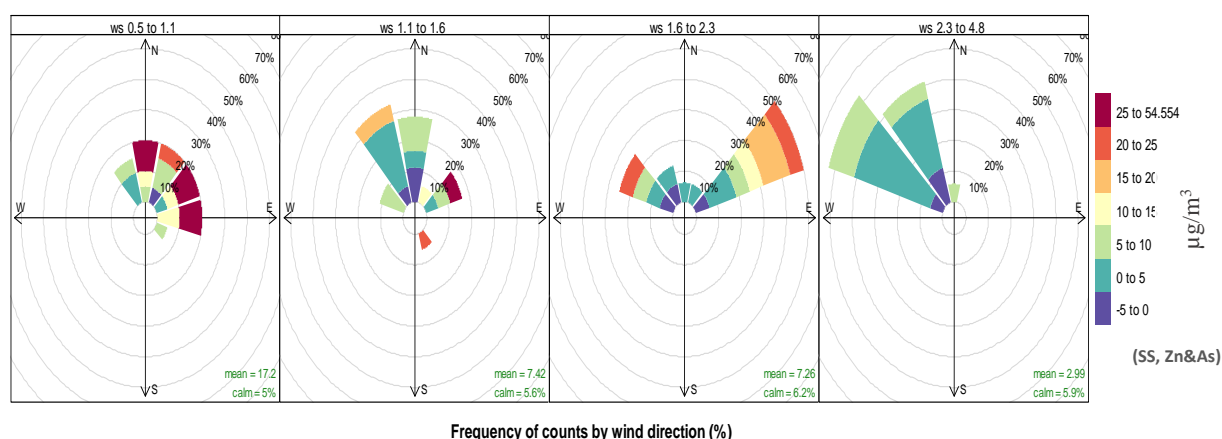 ws 0.5 to 1.1
ws 1.1 to 1.6
ws 1.6 to 2.3
ws 2.3 to 4.8
N
W
E
S
10%
20%
30%
40%
50%
60%
70%
mean = 17.2
calm = 5%
N
W
E
S
10%
20%
30%
40%
50%
60%
70%
mean = 7.42
calm = 5.6%
N
W
E
S
10%
20%
30%
40%
50%
60%
70%
mean = 7.26
calm = 6.2%
N
W
E
S
10%
20%
30%
40%
50%
60%
70%
mean = 2.99
calm = 5.9%
25 to 54.554
20 to 25
15 to 20
10 to 15
5 to 10
0 to 5
-5 to 0
µg/m³
(SS, Zn&As)
Frequency of counts by wind direction (%)